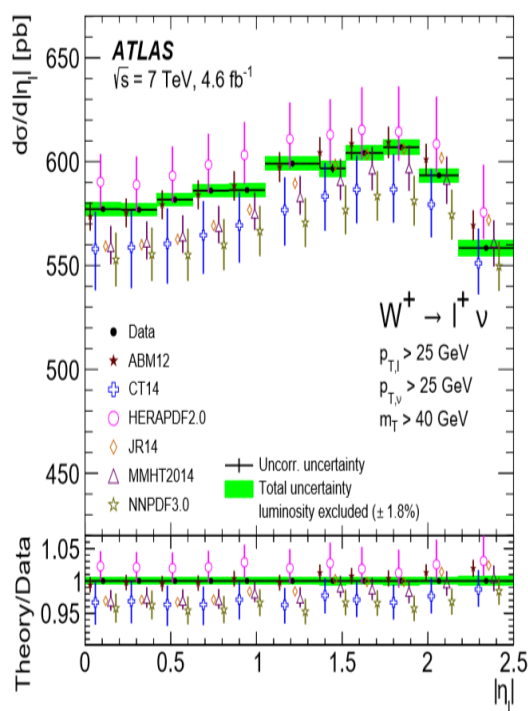 dσ/d|η_l| [pb]
600
550
500
450
ATLAS
√s = 7 TeV, 4.6 fb⁻¹
W⁺ → l⁺ ν
p_T,l > 25 GeV
p_T,ν > 25 GeV
m_T > 40 GeV
Data
ABM12
CT14
HERAPDF2.0
JR14
MMHT2014
NNPDF3.0
Uncorr. uncertainty
Total uncertainty
luminosity excluded (± 1.8%)
Theory/Data
1.05
1
0.95
0 0.5 1 1.5 2 2.5
|η_l|